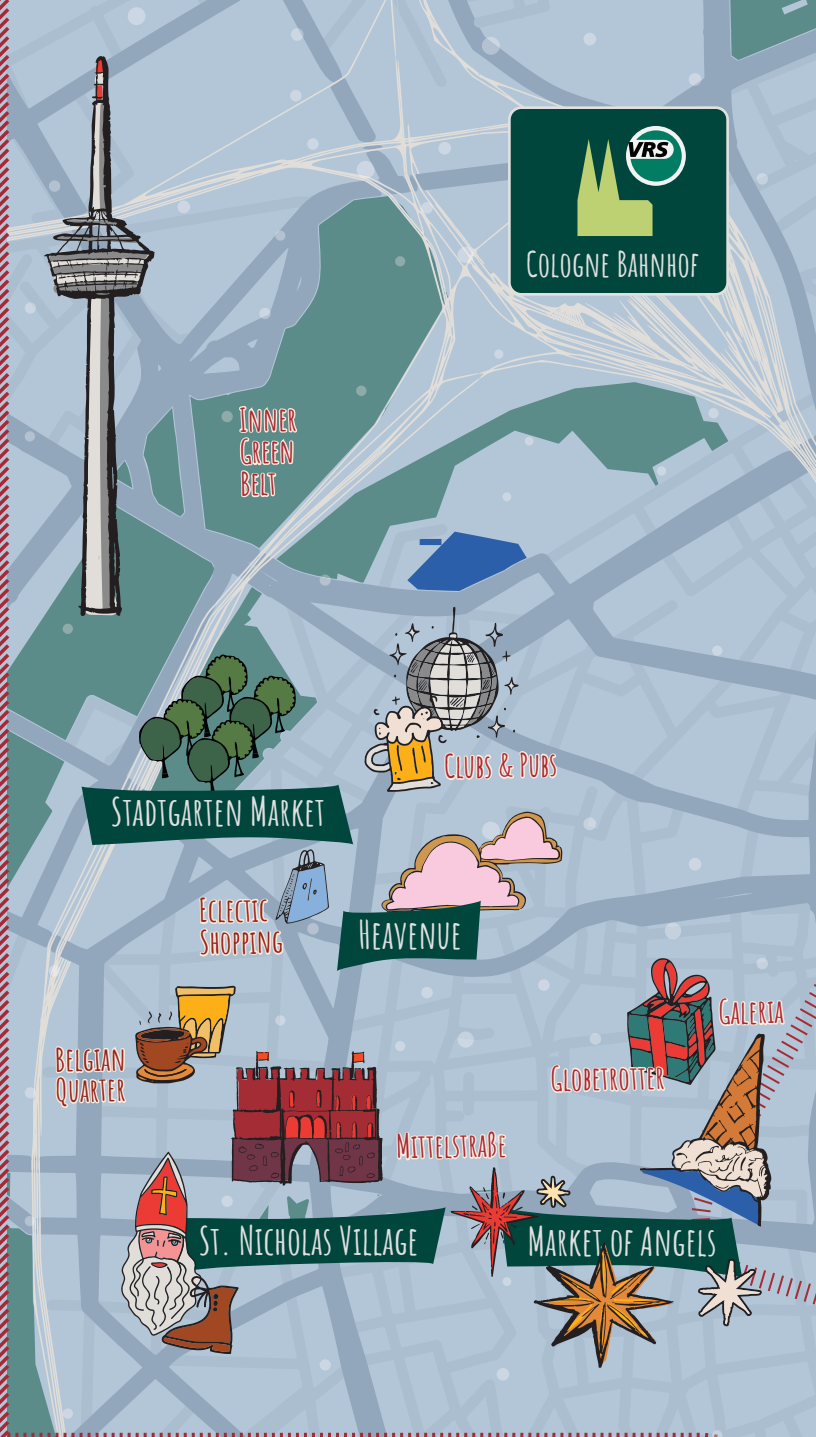 VRS
COLOGNE BAHNHOF
INNER
GREEN
BELT
CLUBS & PUBS
STADTGARTEN MARKET
%
ECLECTIC
SHOPPING
HEAVENUE
GALERIA
GLOBETROTTER
BELGIAN
QUARTER
MITTELSTRAßE
ST. NICHOLAS VILLAGE
MARKET OF ANGELS